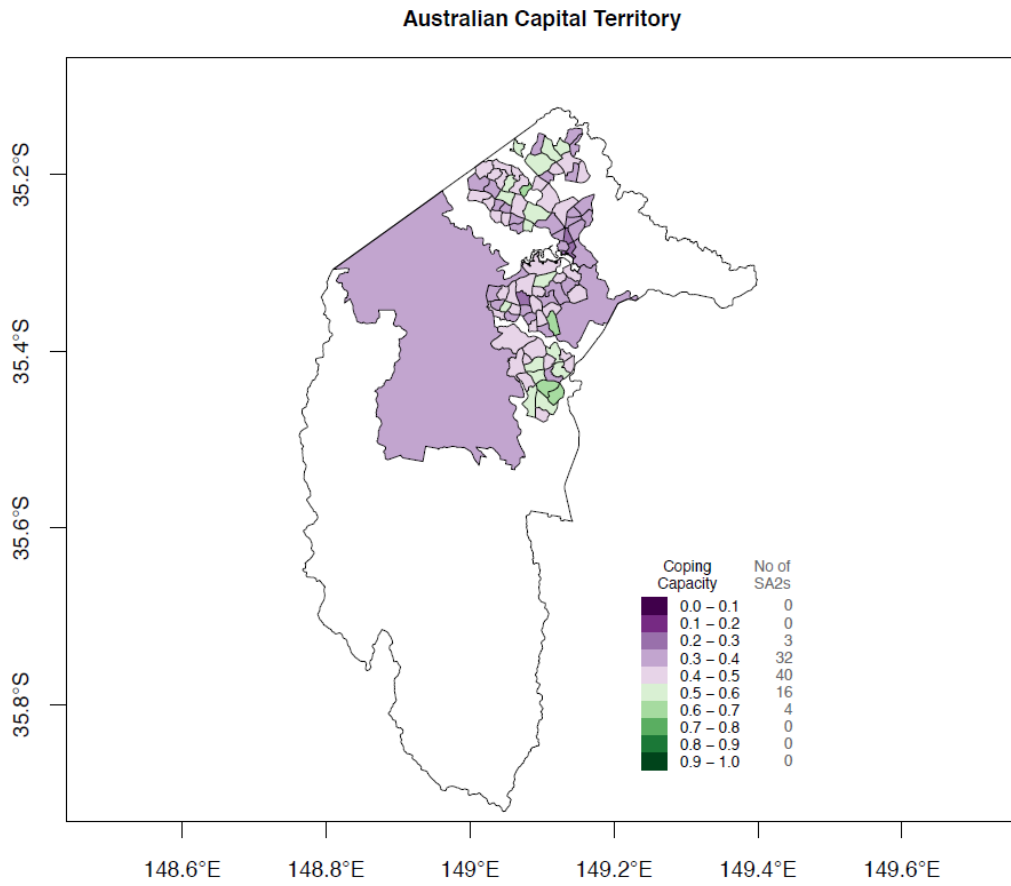 Australian Capital Territory
35.2°S
35.4°S
35.6°S
35.8°S
Coping Capacity No of SA2s
0.0 – 0.1 0
0.1 – 0.2 0
0.2 – 0.3 3
0.3 – 0.4 32
0.4 – 0.5 40
0.5 – 0.6 16
0.6 – 0.7 4
0.7 – 0.8 0
0.8 – 0.9 0
0.9 – 1.0 0
148.6°E 148.8°E 149°E 149.2°E 149.4°E 149.6°E